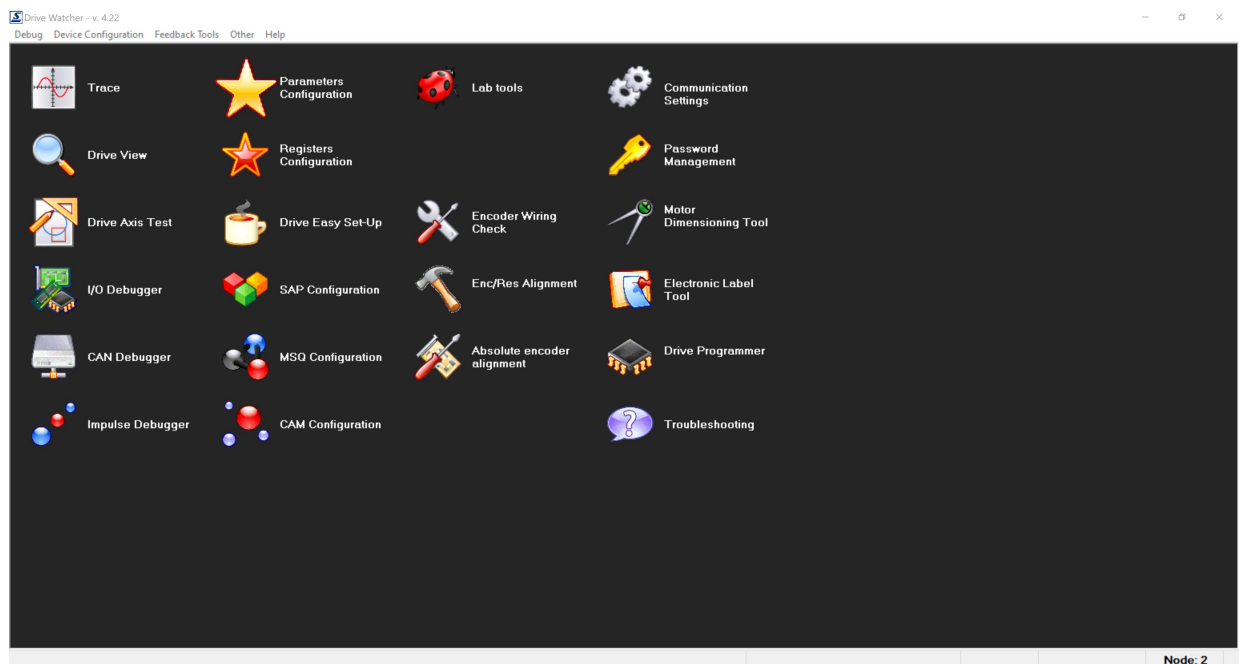 Drive Watcher - v. 4.22
Debug Device Configuration Feedback Tools Other Help
Trace
Parameters
Configuration
Lab tools
Communication
Settings
Drive View
Registers
Configuration
Password
Management
Drive Axis Test
Drive Easy Set-Up
Encoder Wiring
Check
Motor
Dimensioning Tool
I/O Debugger
SAP Configuration
Enc/Res Alignment
Electronic Label
Tool
CAN Debugger
MSQ Configuration
Absolute encoder
alignment
Drive Programmer
Impulse Debugger
CAM Configuration
Troubleshooting
Node: 2